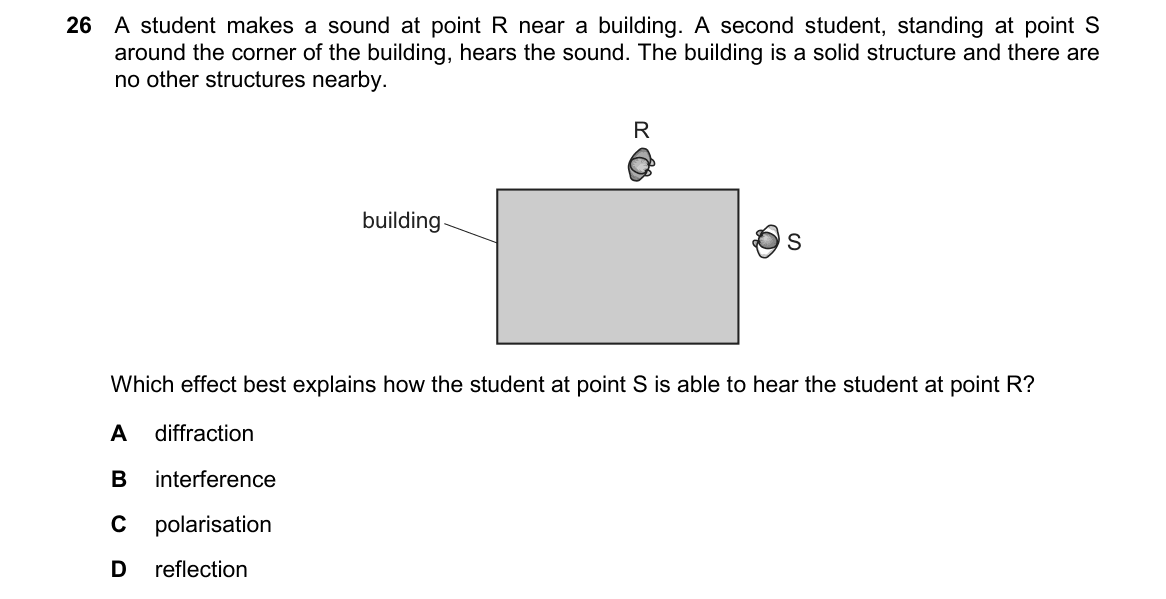 26 A student makes a sound at point R near a building. A second student, standing at point S
around the corner of the building, hears the sound. The building is a solid structure and there are
no other structures nearby.
R
building
S
Which effect best explains how the student at point S is able to hear the student at point R?
A diffraction
B interference
C polarisation
D reflection